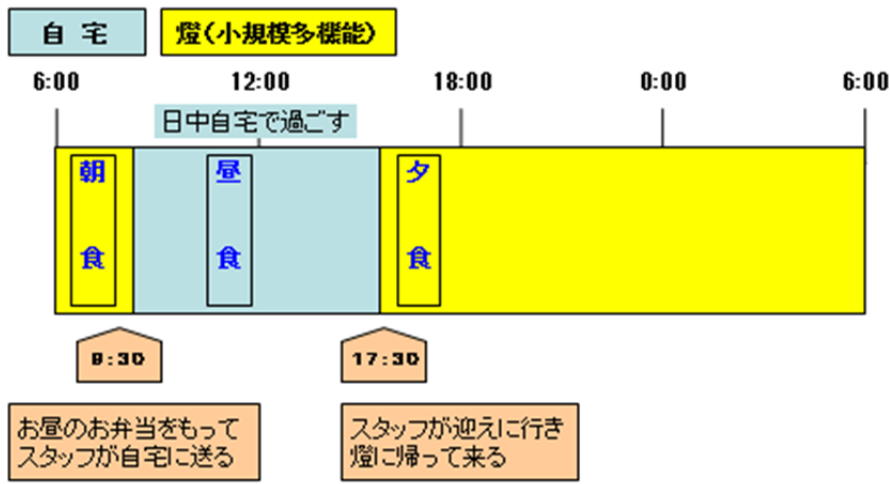 自 宅
燈(小規模多機能)
6:00
12:00
18:00
0:00
6:00
日中自宅で過ごす
朝食
昼食
夕食
17:30
お昼のお弁当をもって
スタッフが自宅に送る
スタッフが迎えに行き
燈に帰って来る